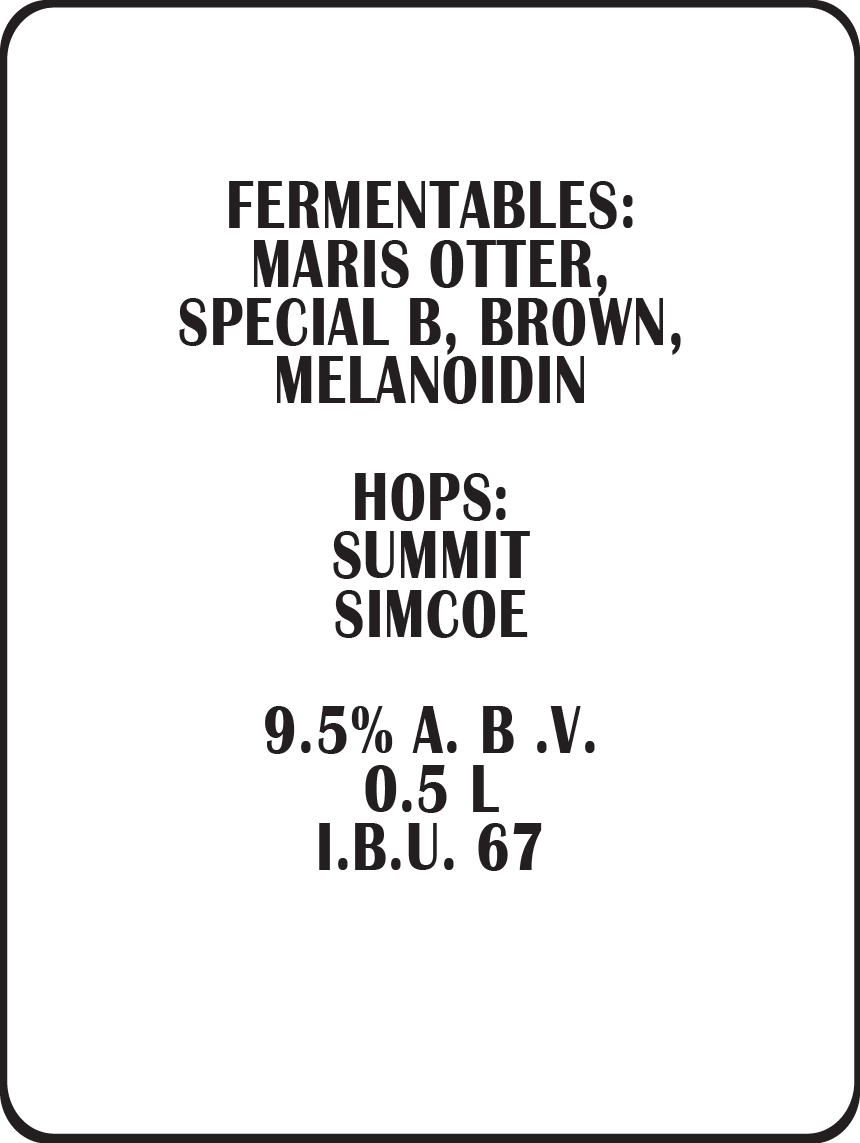 FERMENTABLES:
MARIS OTTER,
SPECIAL B, BROWN,
MELANOIDIN
HOPS:
SUMMIT
SIMCOE
9.5% A. B .V.
0.5 L
I.B.U. 67